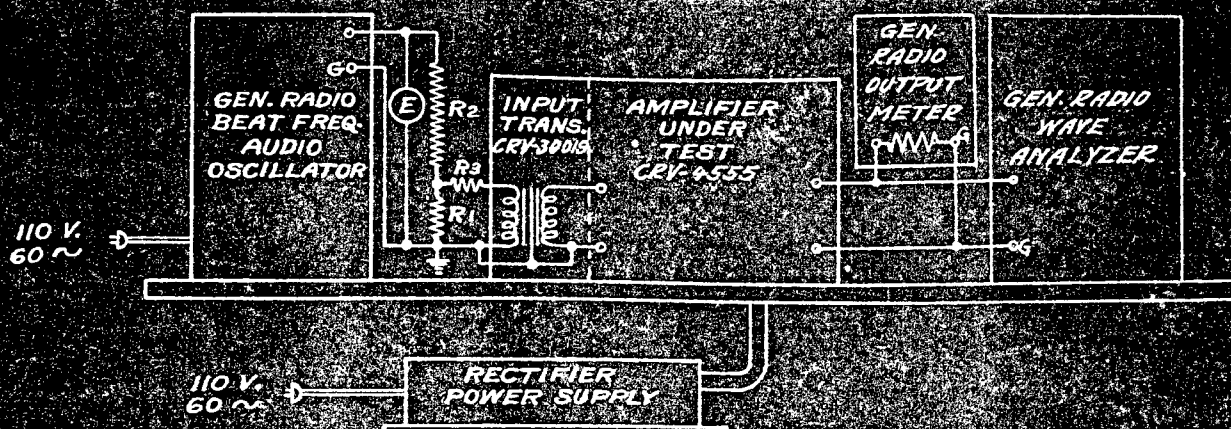 GEN. RADIO
BEAT FREQ.
AUDIO
OSCILLATOR
G
E
R2
R3
R1
INPUT
TRANS.
CRV-30019
AMPLIFIER
UNDER
TEST
CRV-4555
GEN-
RADIO
OUTPUT
METER
G
GEN. RADIO
WAVE
ANALYZER
G
110 V.
60 ~
110 V.
60 ~
RECTIFIER
POWER SUPPLY